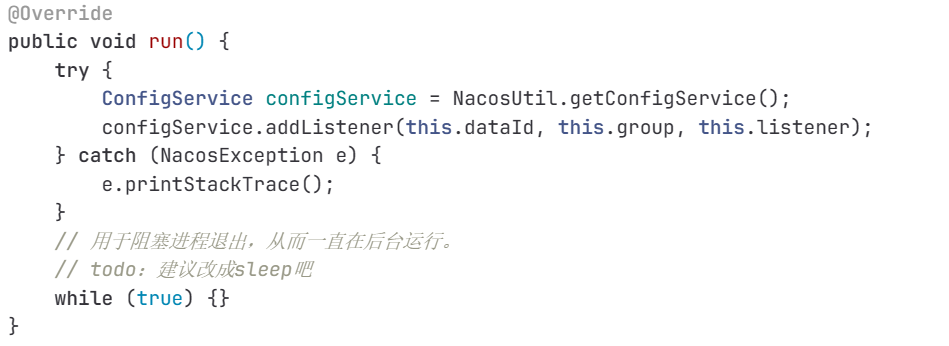 @Override
public void run() {
    try {
        ConfigService configService = NacosUtil.getConfigService();
        configService.addListener(this.dataId, this.group, this.listener);
    } catch (NacosException e) {
        e.printStackTrace();
    }
    // 用于阻塞进程退出，从而一直在后台运行。
    // todo：建议改成sleep吧
    while (true) {}
}